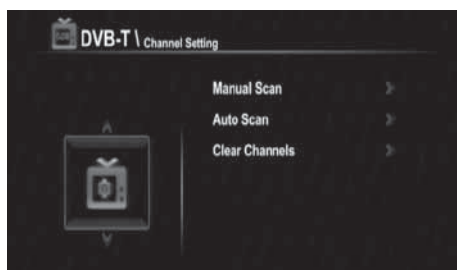 DVB-T \ Channel Setting
Manual Scan
Auto Scan
Clear Channels